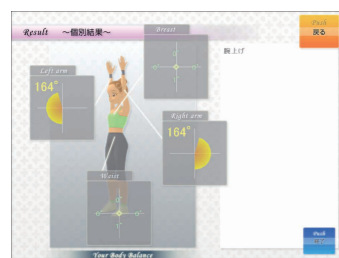 Result ～個別結果～
Breast
Push
戻る
腕上げ
Left arm
164°
Right arm
164°
Waist
Push
Your Body Balance